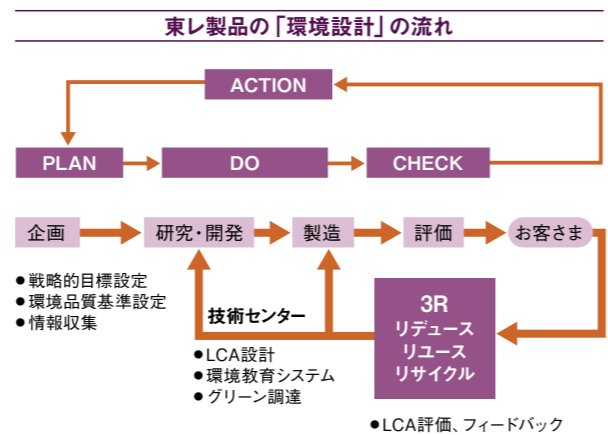 東レ製品の「環境設計」の流れ
ACTION
PLAN
DO
CHECK
企画
研究・開発
製造
評価
お客さま
●戦略的目標設定
●環境品質基準設定
●情報収集
技術センター
●LCA設計
●環境教育システム
●グリーン調達
3R
リデュース
リユース
リサイクル
●LCA評価、フィードバック